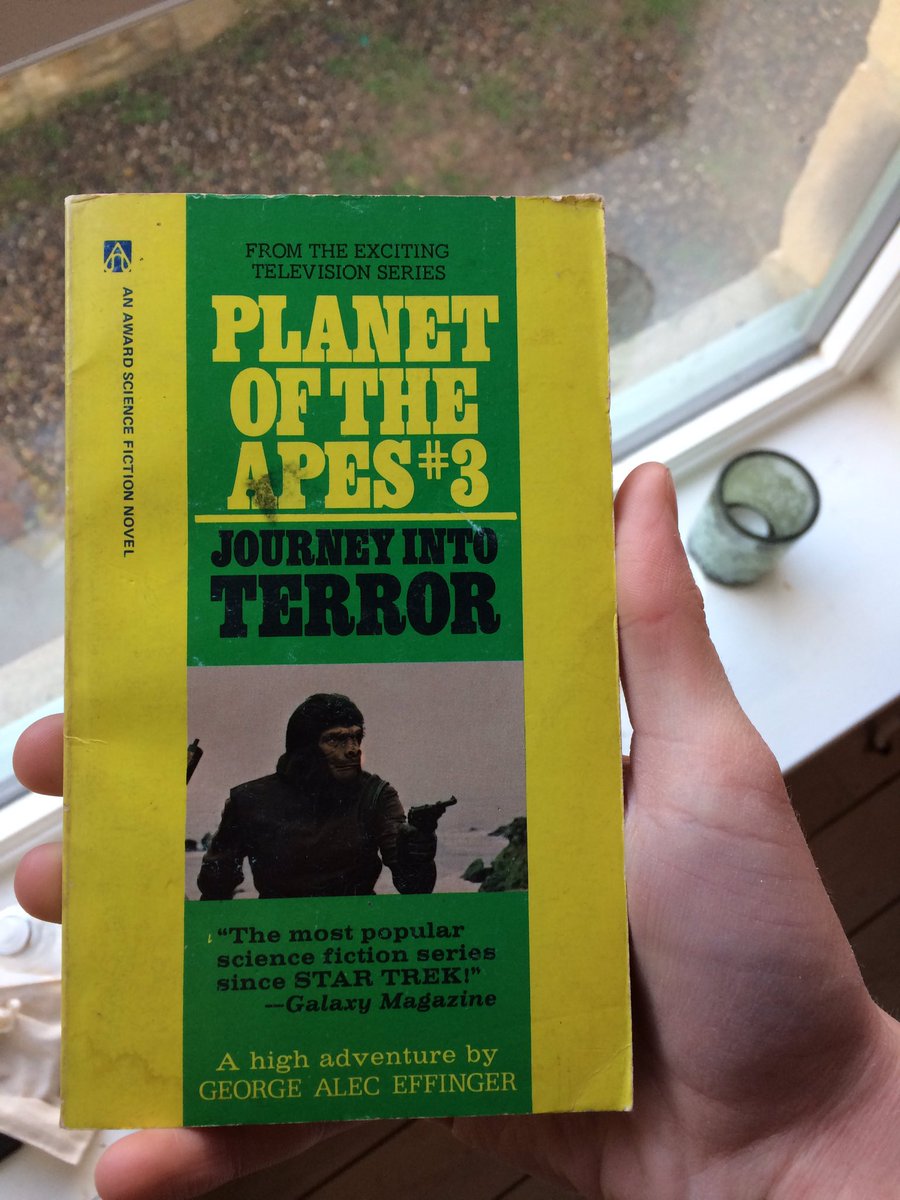 AN AWARD SCIENCE FICTION NOVEL
FROM THE EXCITING
TELEVISION SERIES
PLANET
OF THE
APES #3
JOURNEY INTO
TERROR
“The most popular
science fiction series
since STAR TREK!”
—Galaxy Magazine
A high adventure by
GEORGE ALEC EFFINGER